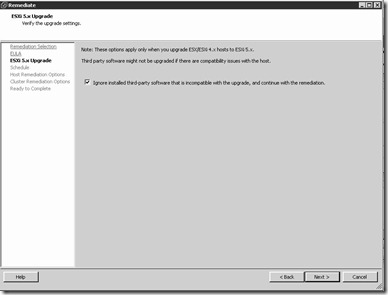 Remediate
ESXi 5.x Upgrade
Verify the upgrade settings.
Remediation Selection
EULA
ESXi 5.x Upgrade
Schedule
Host Remediation Options
Cluster Remediation Options
Ready to Complete
Note: These options apply only when you upgrade ESX/ESXi 4.x hosts to ESXi 5.x.
Third party software might not be upgraded if there are compatibility issues with the host.
Ignore installed third-party software that is incompatible with the upgrade, and continue with the remediation.
Help
< Back
Next >
Cancel